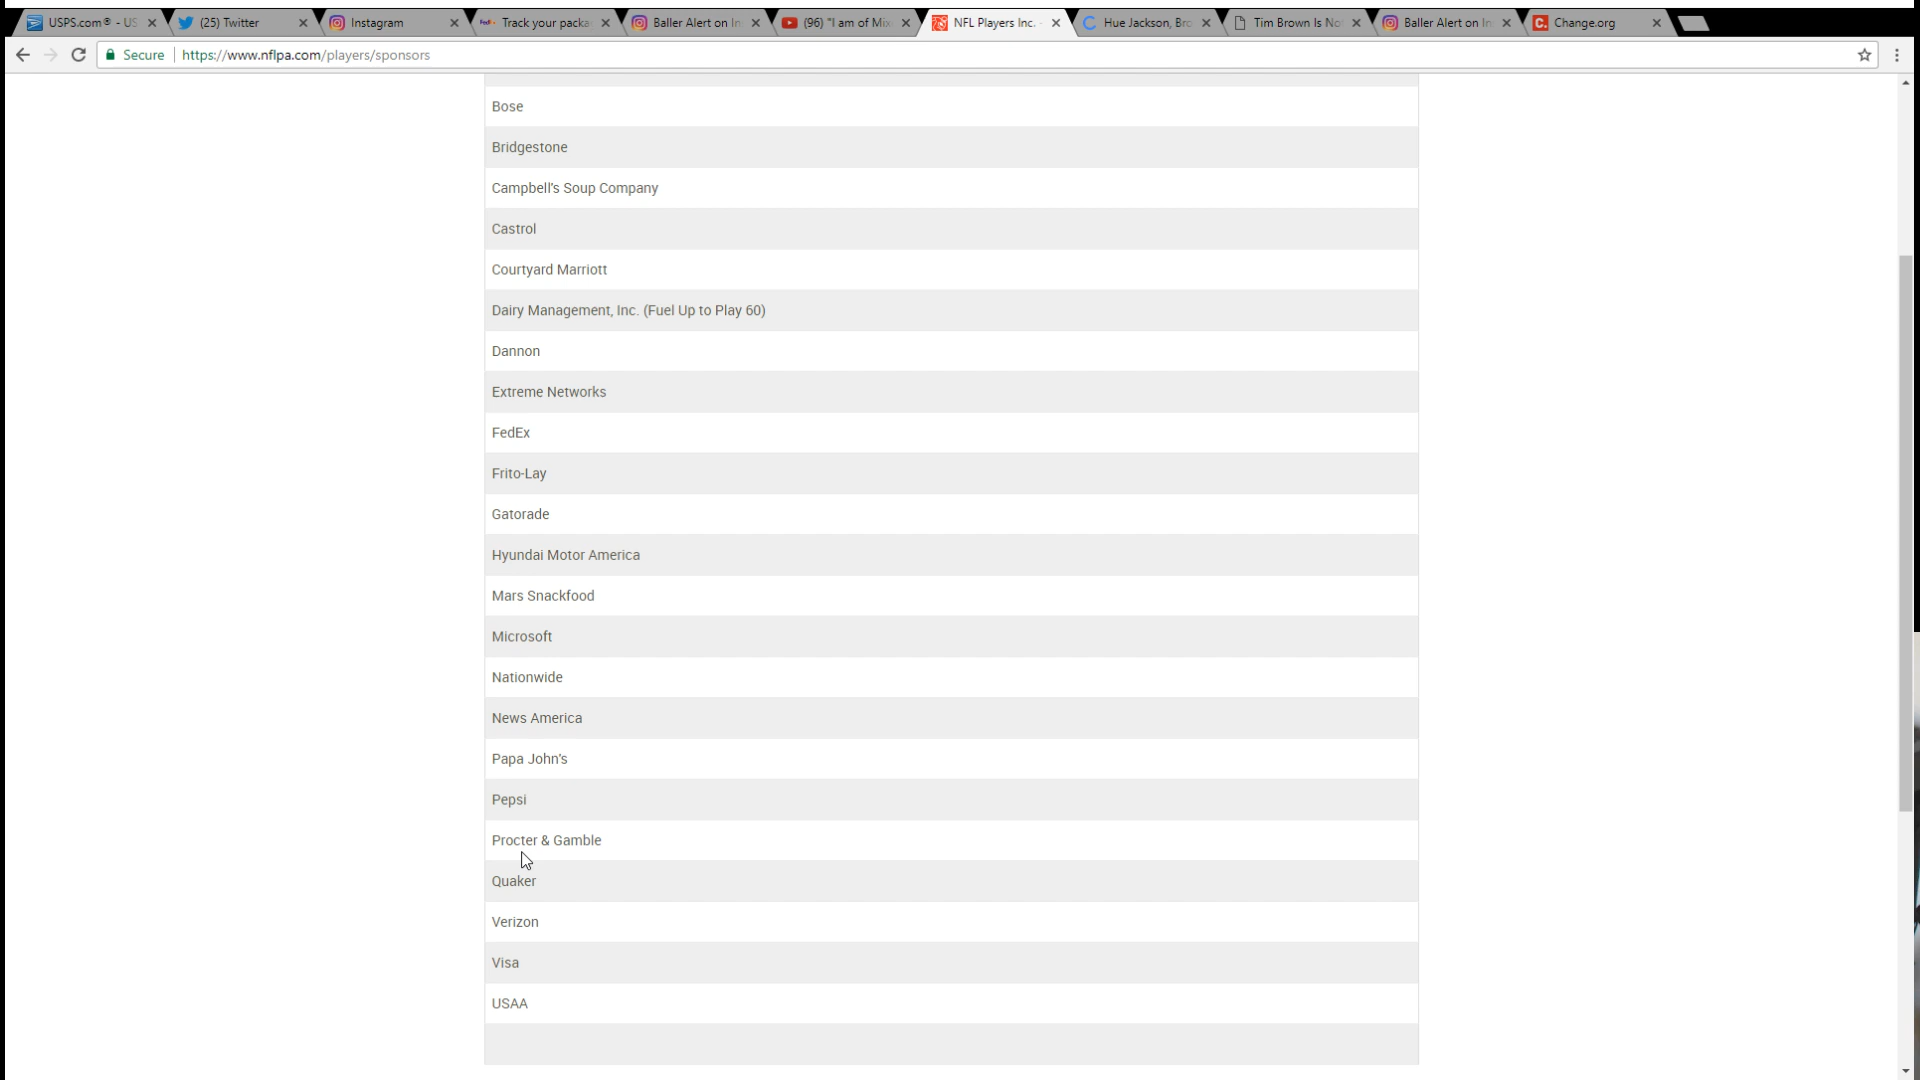 USPS.com® - US
(25) Twitter
Instagram
FedEx Track your packa
Baller Alert on In
(96) "I am of Mix
NFL Players Inc. -
Hue Jackson, Bro
Tim Brown Is No
Baller Alert on In
C. Change.org
Secure https://www.nflpa.com/players/sponsors
Bose
Bridgestone
Campbell's Soup Company
Castrol
Courtyard Marriott
Dairy Management, Inc. (Fuel Up to Play 60)
Dannon
Extreme Networks
FedEx
Frito-Lay
Gatorade
Hyundai Motor America
Mars Snackfood
Microsoft
Nationwide
News America
Papa John's
Pepsi
Procter & Gamble
Quaker
Verizon
Visa
USAA